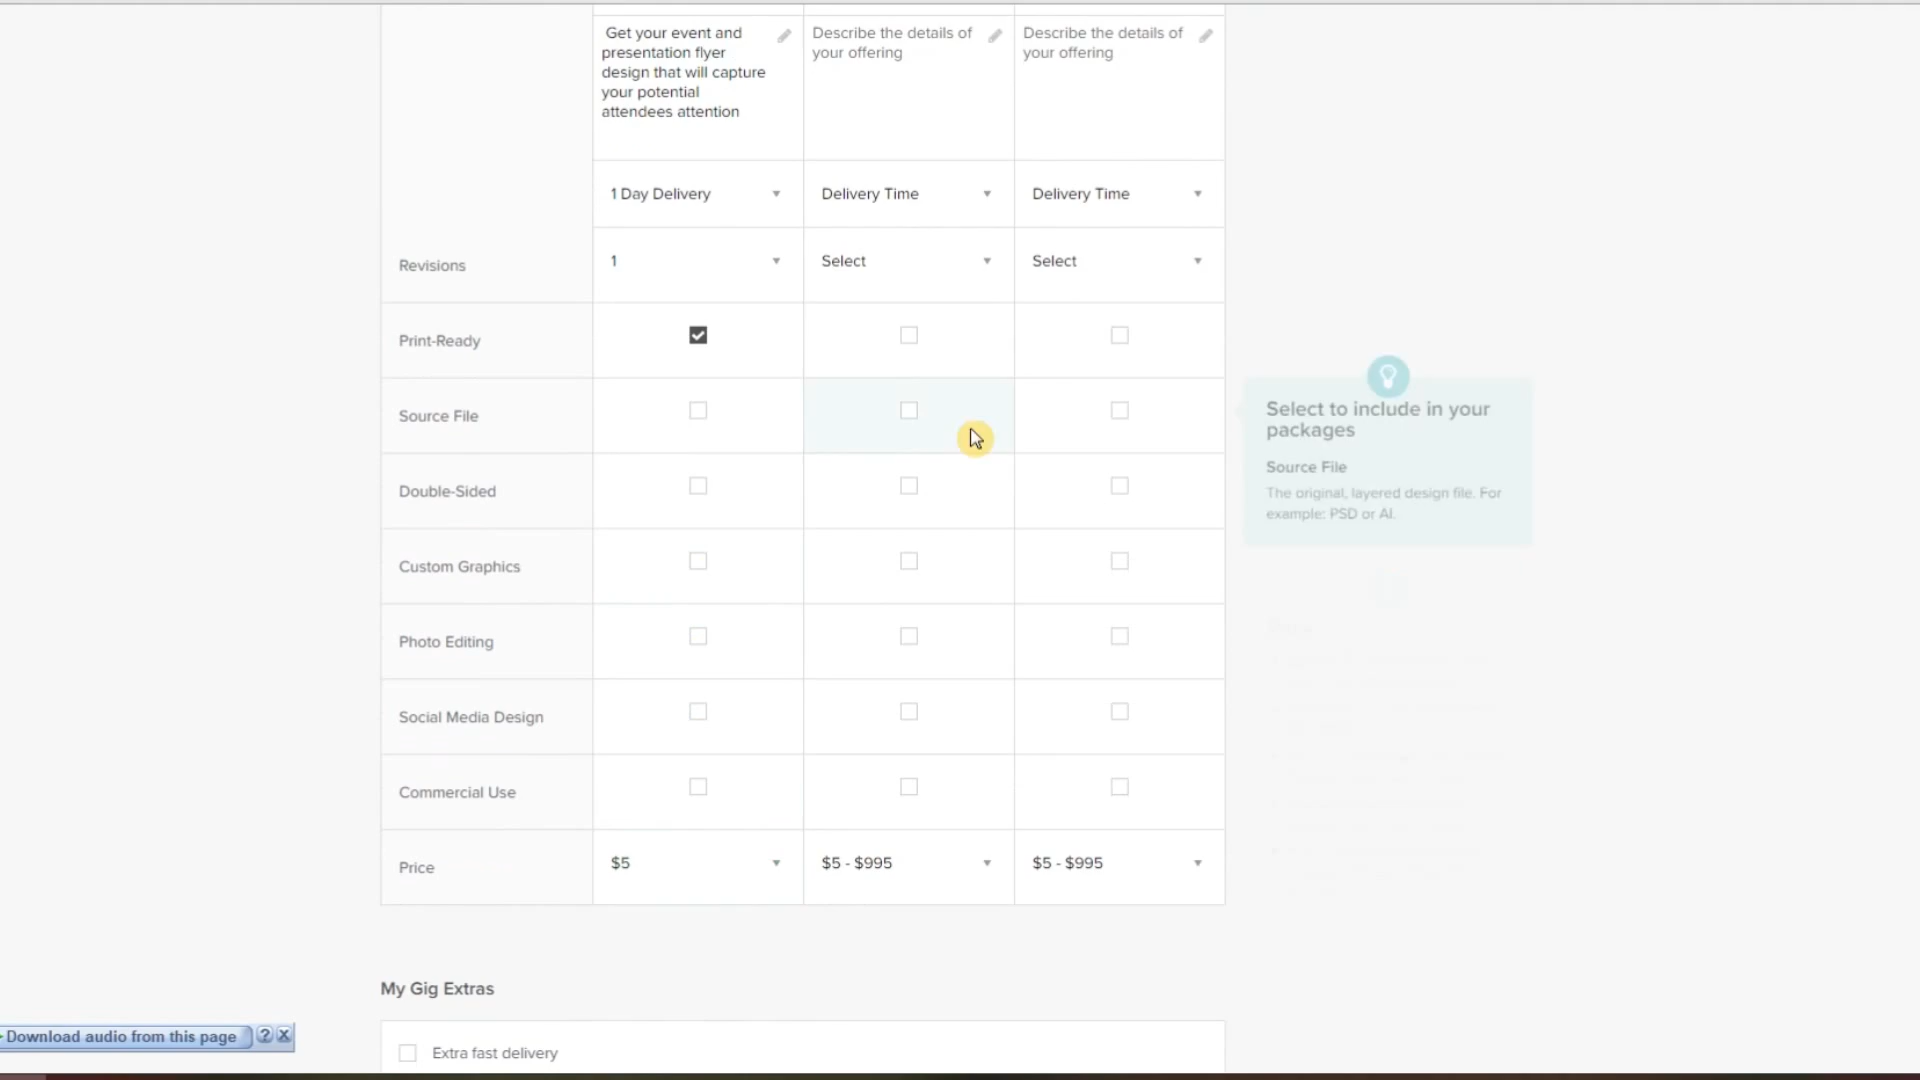 Get your event and
presentation flyer
design that will capture
your potential
attendees attention
Describe the details of
your offering
Describe the details of
your offering
1 Day Delivery
Delivery Time
Delivery Time
Revisions
1
Select
Select
Print-Ready
Source File
Double-Sided
Custom Graphics
Photo Editing
Social Media Design
Commercial Use
Price
$5
$5 - $995
$5 - $995
Select to include in your
packages
Source File
The original, layered design file. For
example: PSD or AI.
My Gig Extras
Extra fast delivery
Download audio from this page
?
X